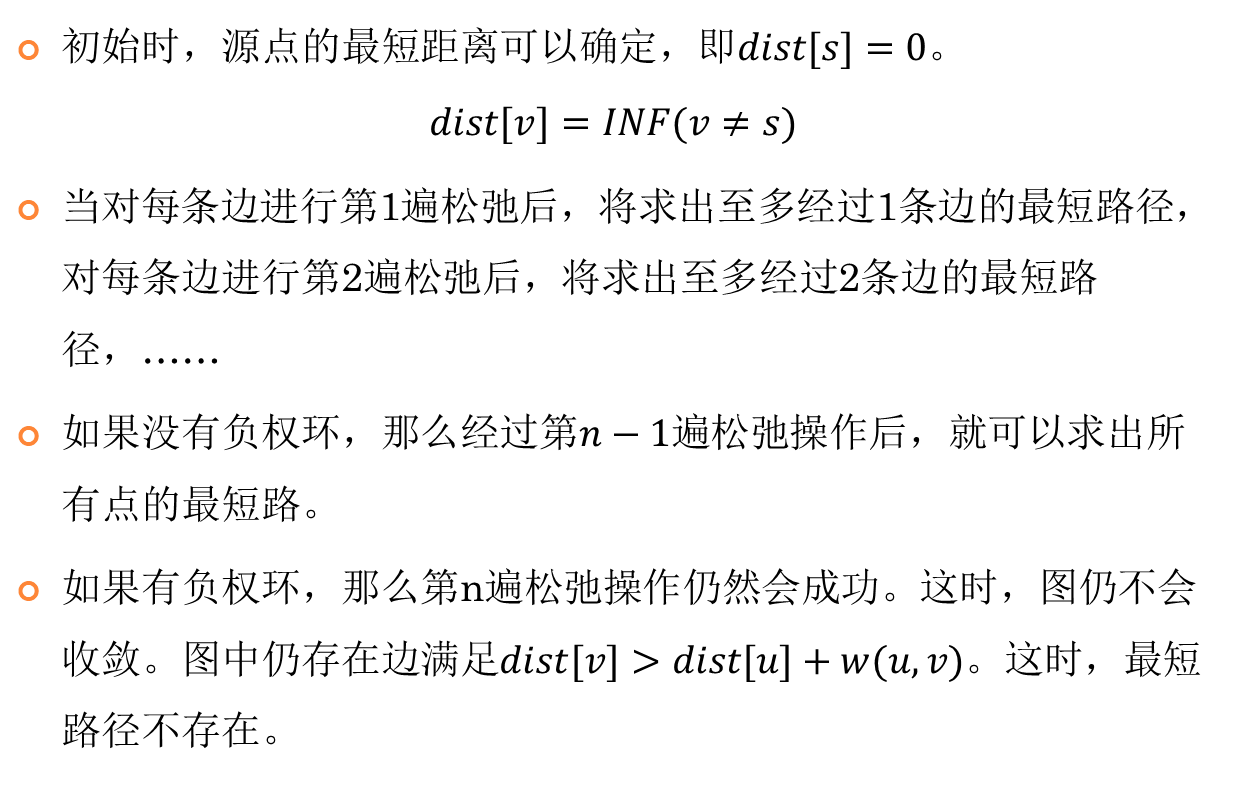 初始时，源点的最短距离可以确定，即dist[s] = 0。
dist[v] = INF(v ≠ s)
当对每条边进行第1遍松弛后，将求出至多经过1条边的最短路径，
对每条边进行第2遍松弛后，将求出至多经过2条边的最短路
径，……
如果没有负权环，那么经过第n − 1遍松弛操作后，就可以求出所
有点的最短路。
如果有负权环，那么第n遍松弛操作仍然会成功。这时，图仍不会
收敛。图中仍存在边满足dist[v] > dist[u] + w(u, v)。这时，最短
路径不存在。